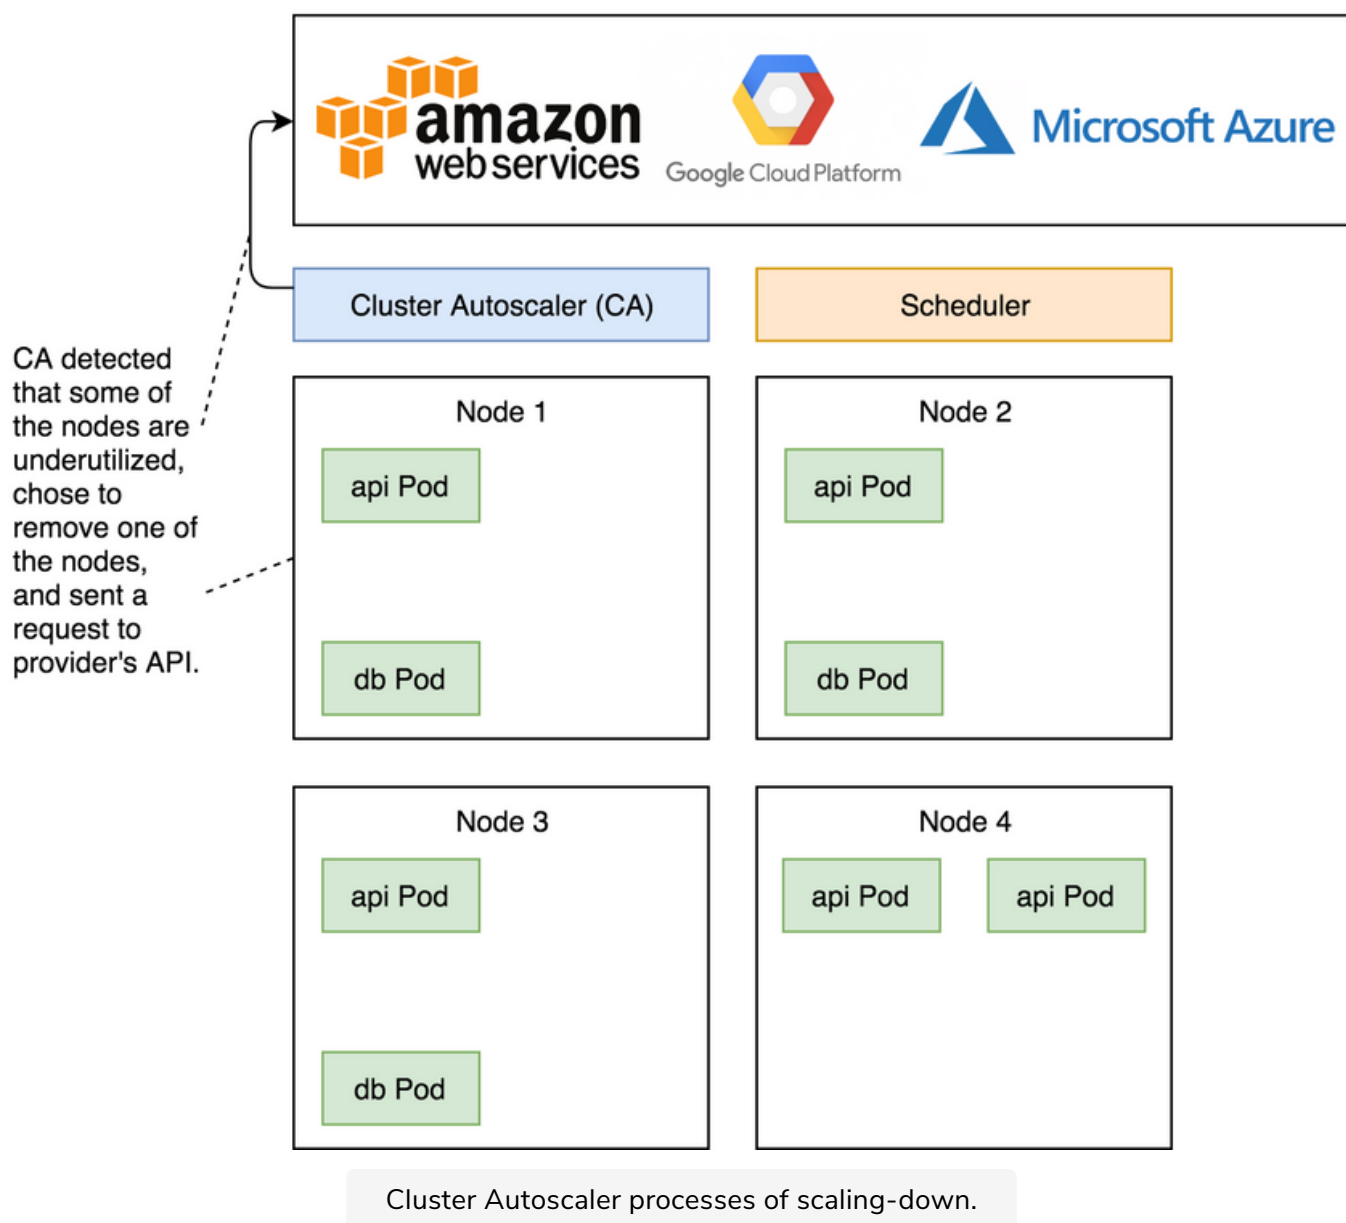 amazon
web services
Google Cloud Platform
Microsoft Azure
Cluster Autoscaler (CA)
Scheduler
CA detected
that some of
the nodes are
underutilized,
chose to
remove one of
the nodes,
and sent a
request to
provider's API.
Node 1
api Pod
db Pod
Node 2
api Pod
db Pod
Node 3
api Pod
db Pod
Node 4
api Pod
api Pod
Cluster Autoscaler processes of scaling-down.